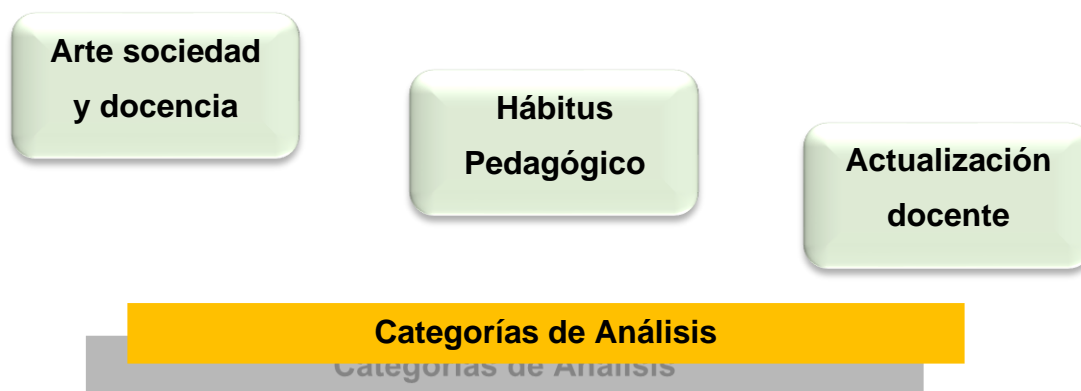 Arte sociedad
y docencia
Hábitus
Pedagógico
Actualización
docente
Categorías de Análisis
Categorías de Análisis